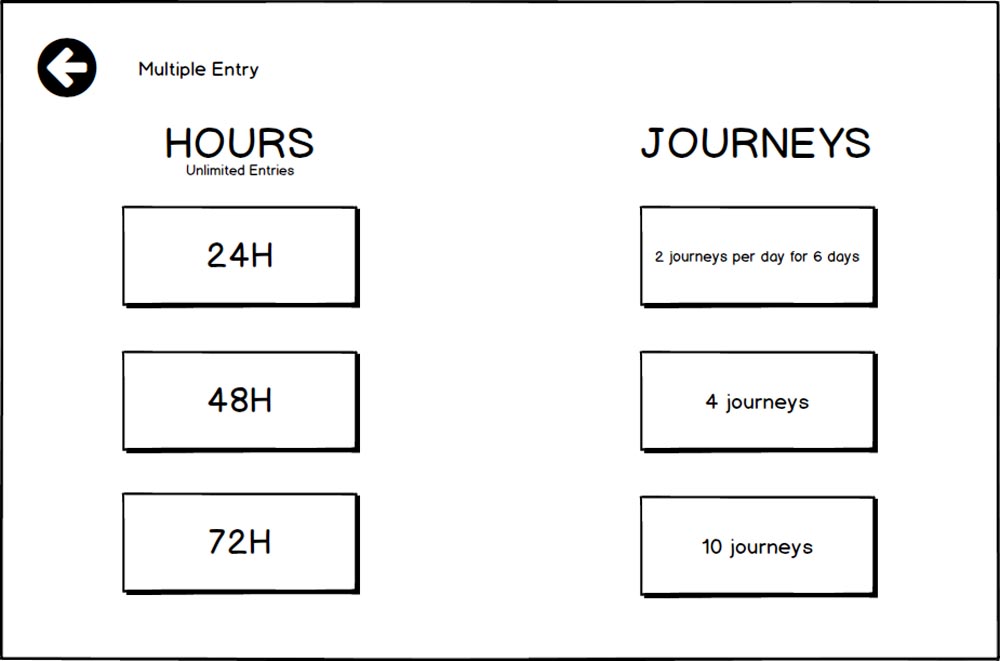 Multiple Entry
HOURS
Unlimited Entries
24H
48H
72H
JOURNEYS
2 journeys per day for 6 days
4 journeys
10 journeys